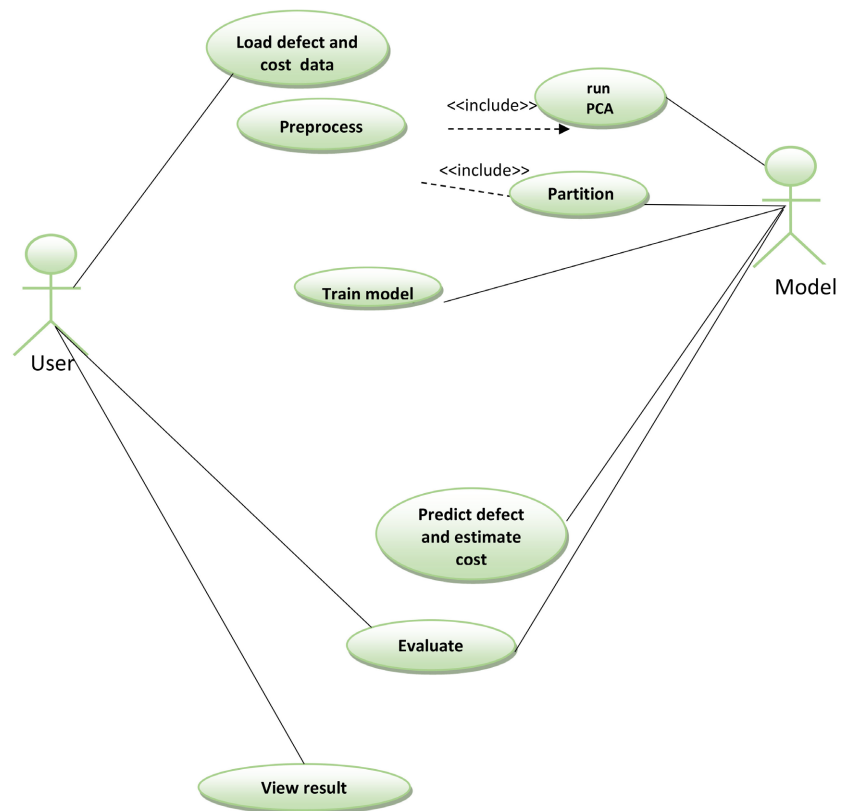 Load defect and
cost data
<<include>>
run
PCA
Preprocess
<<include>>
Partition
Train model
Model
User
Predict defect
and estimate
cost
Evaluate
View result